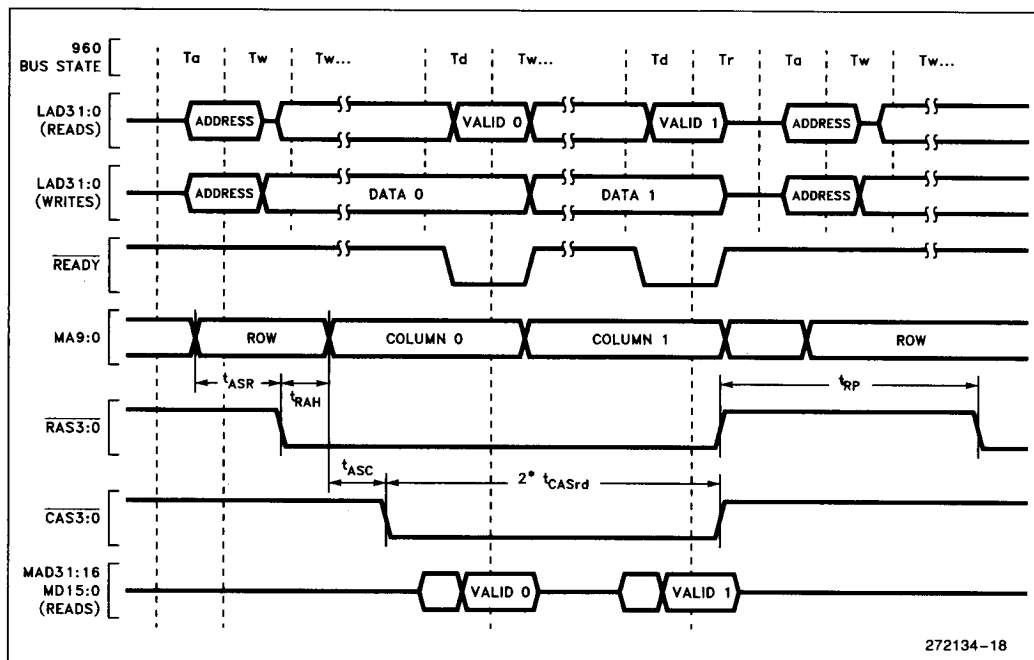 960
BUS STATE
Ta Tw Tw... Td Tw... Td Tr Ta Tw Tw...
LAD31:0
(READS)
ADDRESS VALID 0 VALID 1 ADDRESS
LAD31:0
(WRITES)
ADDRESS DATA 0 DATA 1 ADDRESS
READY
MA9:0
ROW COLUMN 0 COLUMN 1 ROW
tASR
tRAH
tRP
RAS3:0
tASC
2* tCASrd
CAS3:0
MAD31:16
MD15:0
(READS)
VALID 0 VALID 1
272134-18